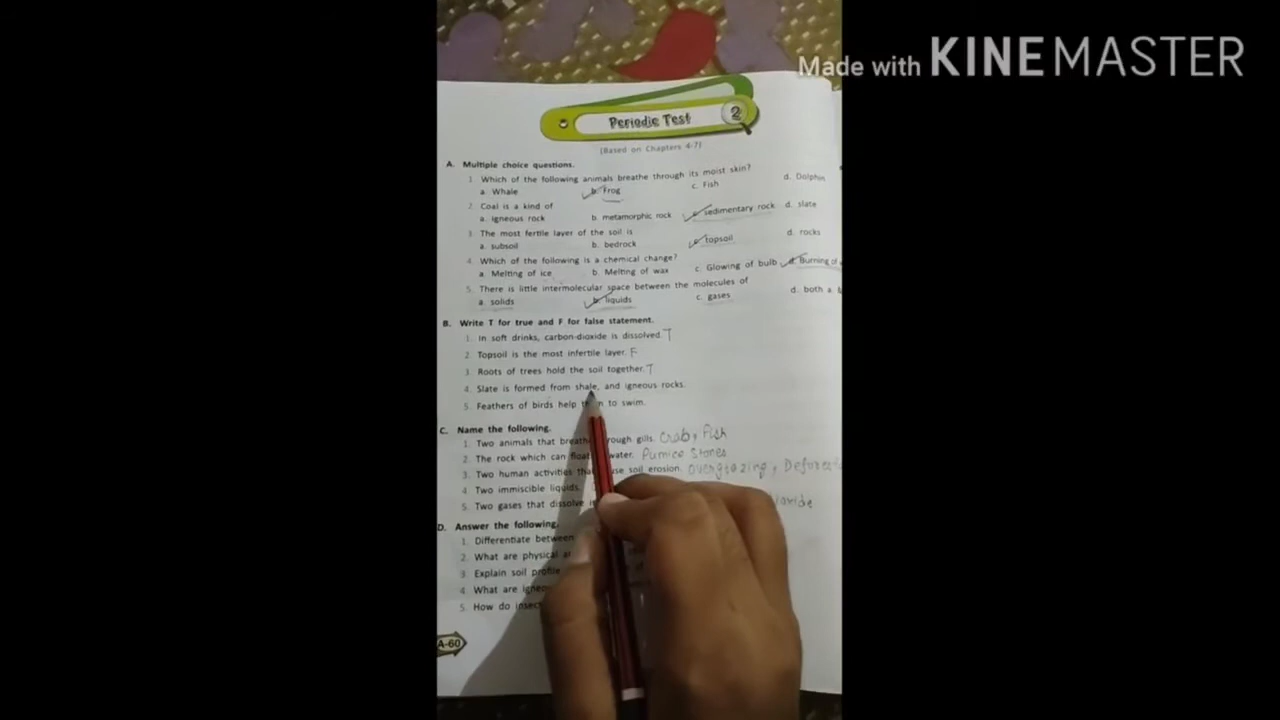 Made with KINEMASTER
Periodic Test 2
(Based on Chapters 4-7)
A. Multiple choice questions.
1. Which of the following animals breathe through its moist skin?
a. Whale b. Frog c. Fish d. Dolphin
2. Coal is a kind of
a. igneous rock b. metamorphic rock c. sedimentary rock d. slate
3. The most fertile layer of the soil is
a. subsoil b. bedrock c. topsoil d. rocks
4. Which of the following is a chemical change?
a. Melting of ice b. Melting of wax c. Glowing of bulb d. Burning of
5. There is little intermolecular space between the molecules of
a. solids b. liquids c. gases d. both a
B. Write T for true and F for false statement.
1. In soft drinks, carbon-dioxide is dissolved. T
2. Topsoil is the most infertile layer. F
3. Roots of trees hold the soil together. T
4. Slate is formed from shale, and igneous rocks.
5. Feathers of birds help to swim.
C. Name the following.
1. Two animals that breath rough gills. Crab, Fish
2. The rock which can float water. Pumice Stones
3. Two human activities tha use soil erosion. Overgrazing, Deforest
4. Two immiscible liquids.
5. Two gases that dissolve i oxide
D. Answer the following.
1. Differentiate between
2. What are physical a
3. Explain soil profile
4. What are igneo
5. How do insect
A-60